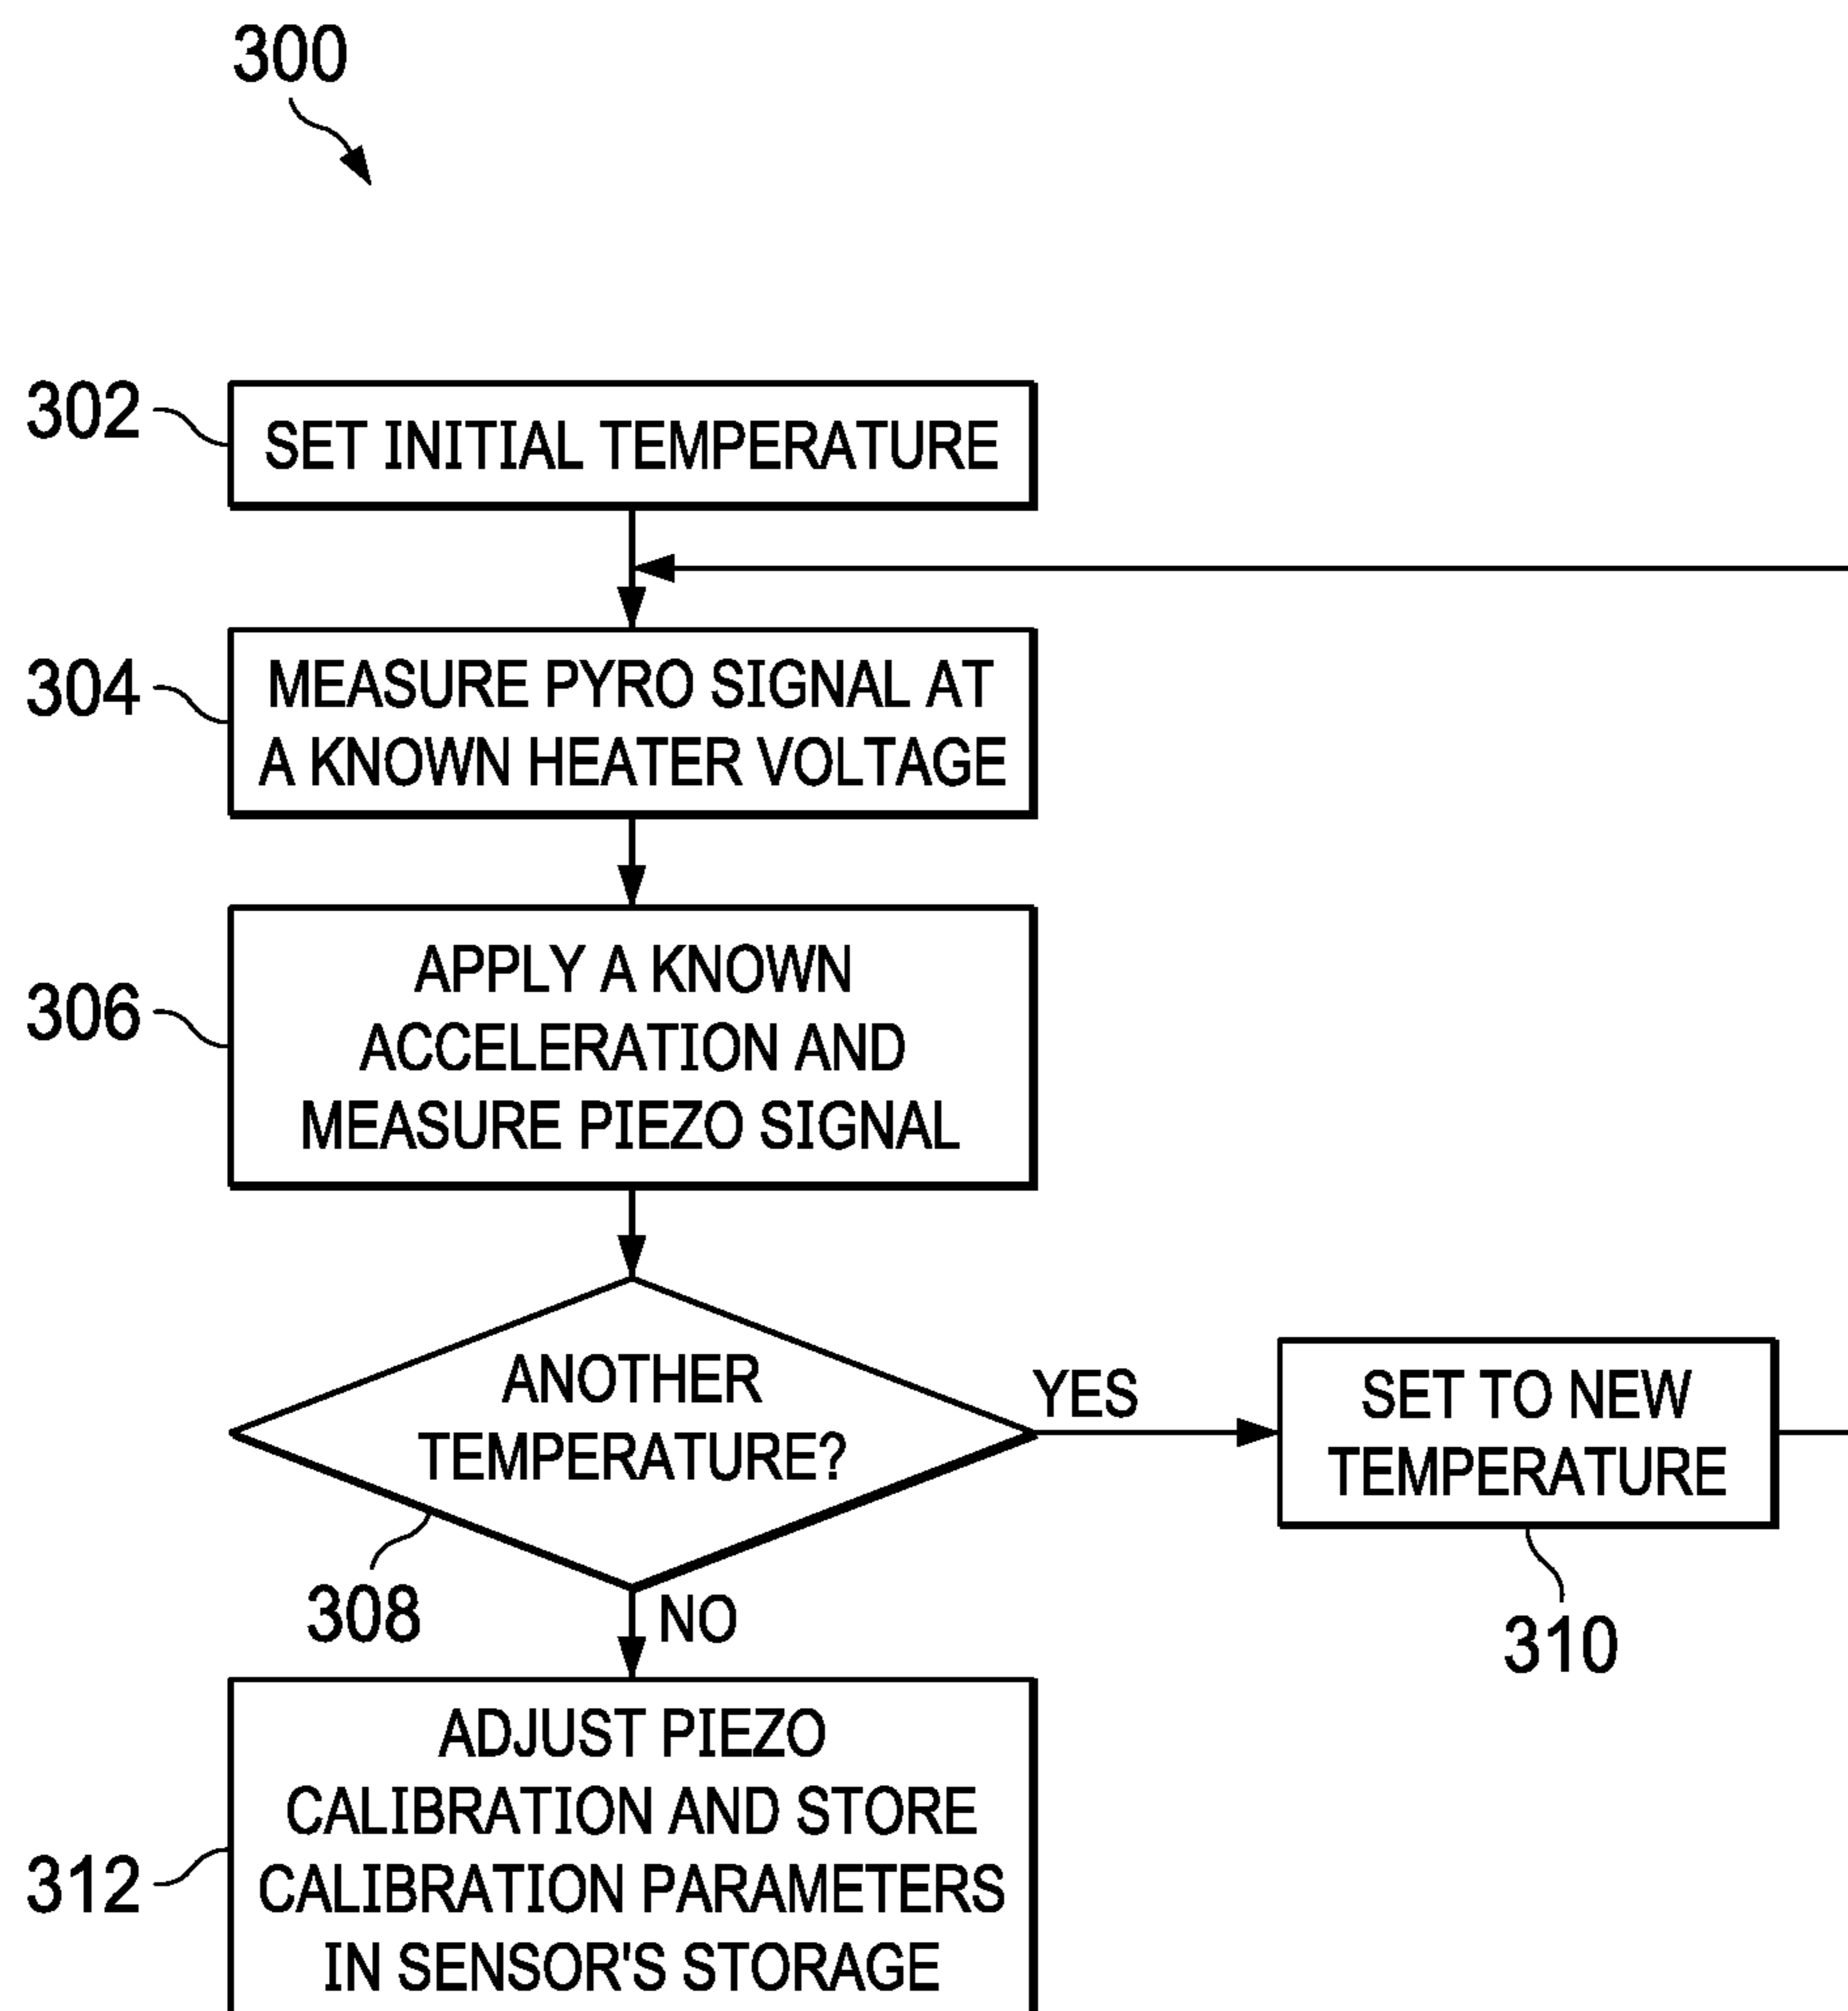 300
302
SET INITIAL TEMPERATURE
304
MEASURE PYRO SIGNAL AT
A KNOWN HEATER VOLTAGE
306
APPLY A KNOWN
ACCELERATION AND
MEASURE PIEZO SIGNAL
ANOTHER
TEMPERATURE?
YES
SET TO NEW
TEMPERATURE
308
NO
310
312
ADJUST PIEZO
CALIBRATION AND STORE
CALIBRATION PARAMETERS
IN SENSOR'S STORAGE